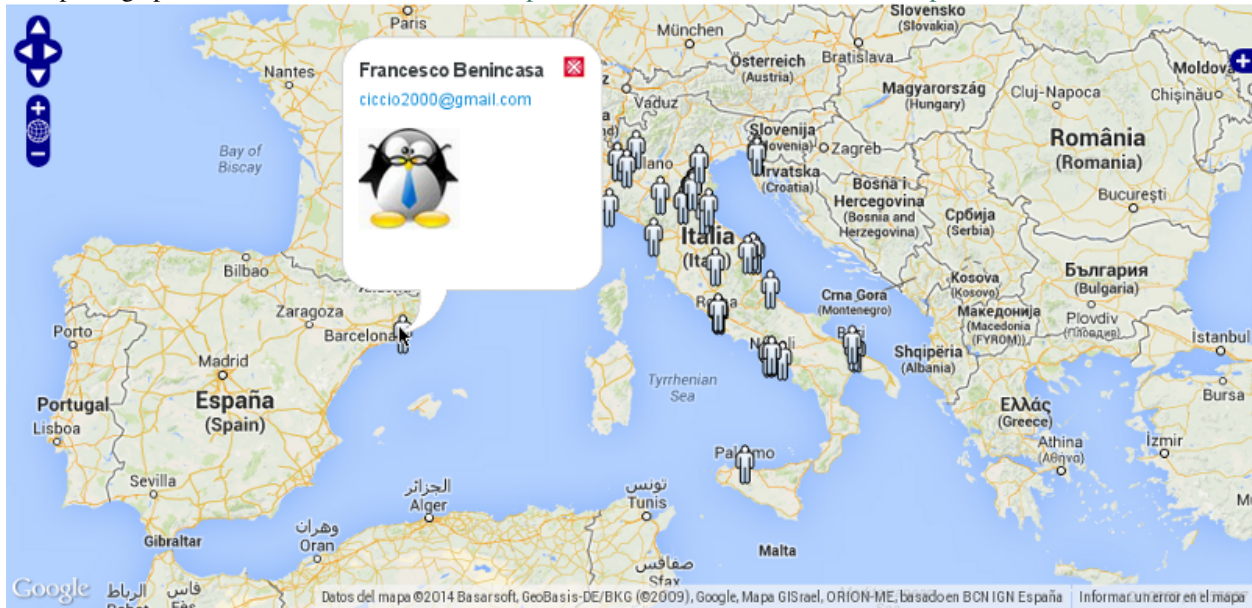 Paris
München
Slovensko
(Slovakia)
Österreich
(Austria)
Bratislava
Nantes
Francesco Benincasa
ciccio2000@gmail.com
Vaduz
Magyarország
(Hungary)
Cluj-Napoca
Moldova
Chișinău
Bay of
Biscay
Slovenija
Zagreb
România
(Romania)
Hrvatska
(Croatia)
Bosna i
Hercegovina
(Bosnia and
Herzegovina)
București
Србија
(Serbia)
Italia
Bilbao
Zaragoza
Barcelona
Crna Gora
(Montenegro)
Kosova
(Kosovo)
България
(Bulgaria)
Македонија
(Macedonia
(FYROM))
Plovdiv
(Пловдив)
Porto
Madrid
España
(Spain)
Shqipëria
(Albania)
İstanbul
Bursa
Portugal
Lisboa
Tyrrhenian
Sea
Ελλάς
(Greece)
Athina
(Αθήνα)
İzmir
Sevilla
الجزائر
Alger
تونس
Tunis
وهران
Oran
Gibraltar
Malta
صفاقس
Sfax
الرباط
فاس
Google
Datos del mapa ©2014 Basarsoft, GeoBasis-DE/BKG (©2009), Google, Mapa GISrael, ORION-ME, basado en BCN IGN España
Informar un error en el mapa